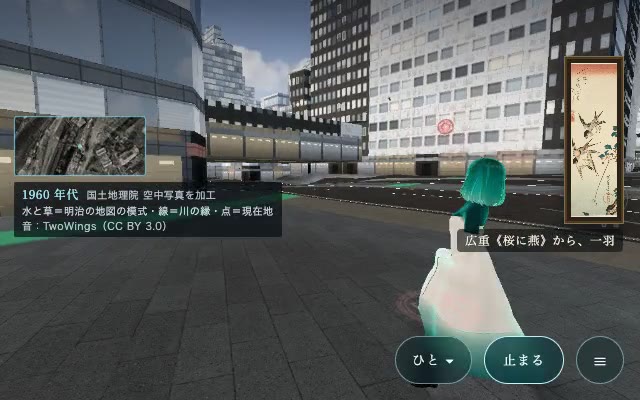 1960 年代 国土地理院 空中写真を加工
水と草＝明治の地図の模式・線＝川の縁・点＝現在地
音：TwoWings（CC BY 3.0）
広重《桜に燕》から、一羽
ひと
止まる